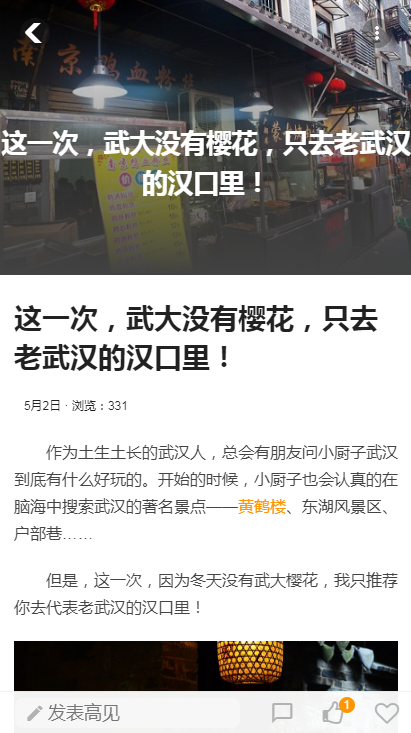 南京鸭血粉丝
这一次，武大没有樱花，只去老武汉
的汉口里！
这一次，武大没有樱花，只去
老武汉的汉口里！
5月2日 · 浏览：331
作为土生土长的武汉人，总会有朋友问小厨子武汉
到底有什么好玩的。开始的时候，小厨子也会认真的在
脑海中搜索武汉的著名景点——黄鹤楼、东湖风景区、
户部巷……
但是，这一次，因为冬天没有武大樱花，我只推荐
你去代表老武汉的汉口里！
发表高见
1